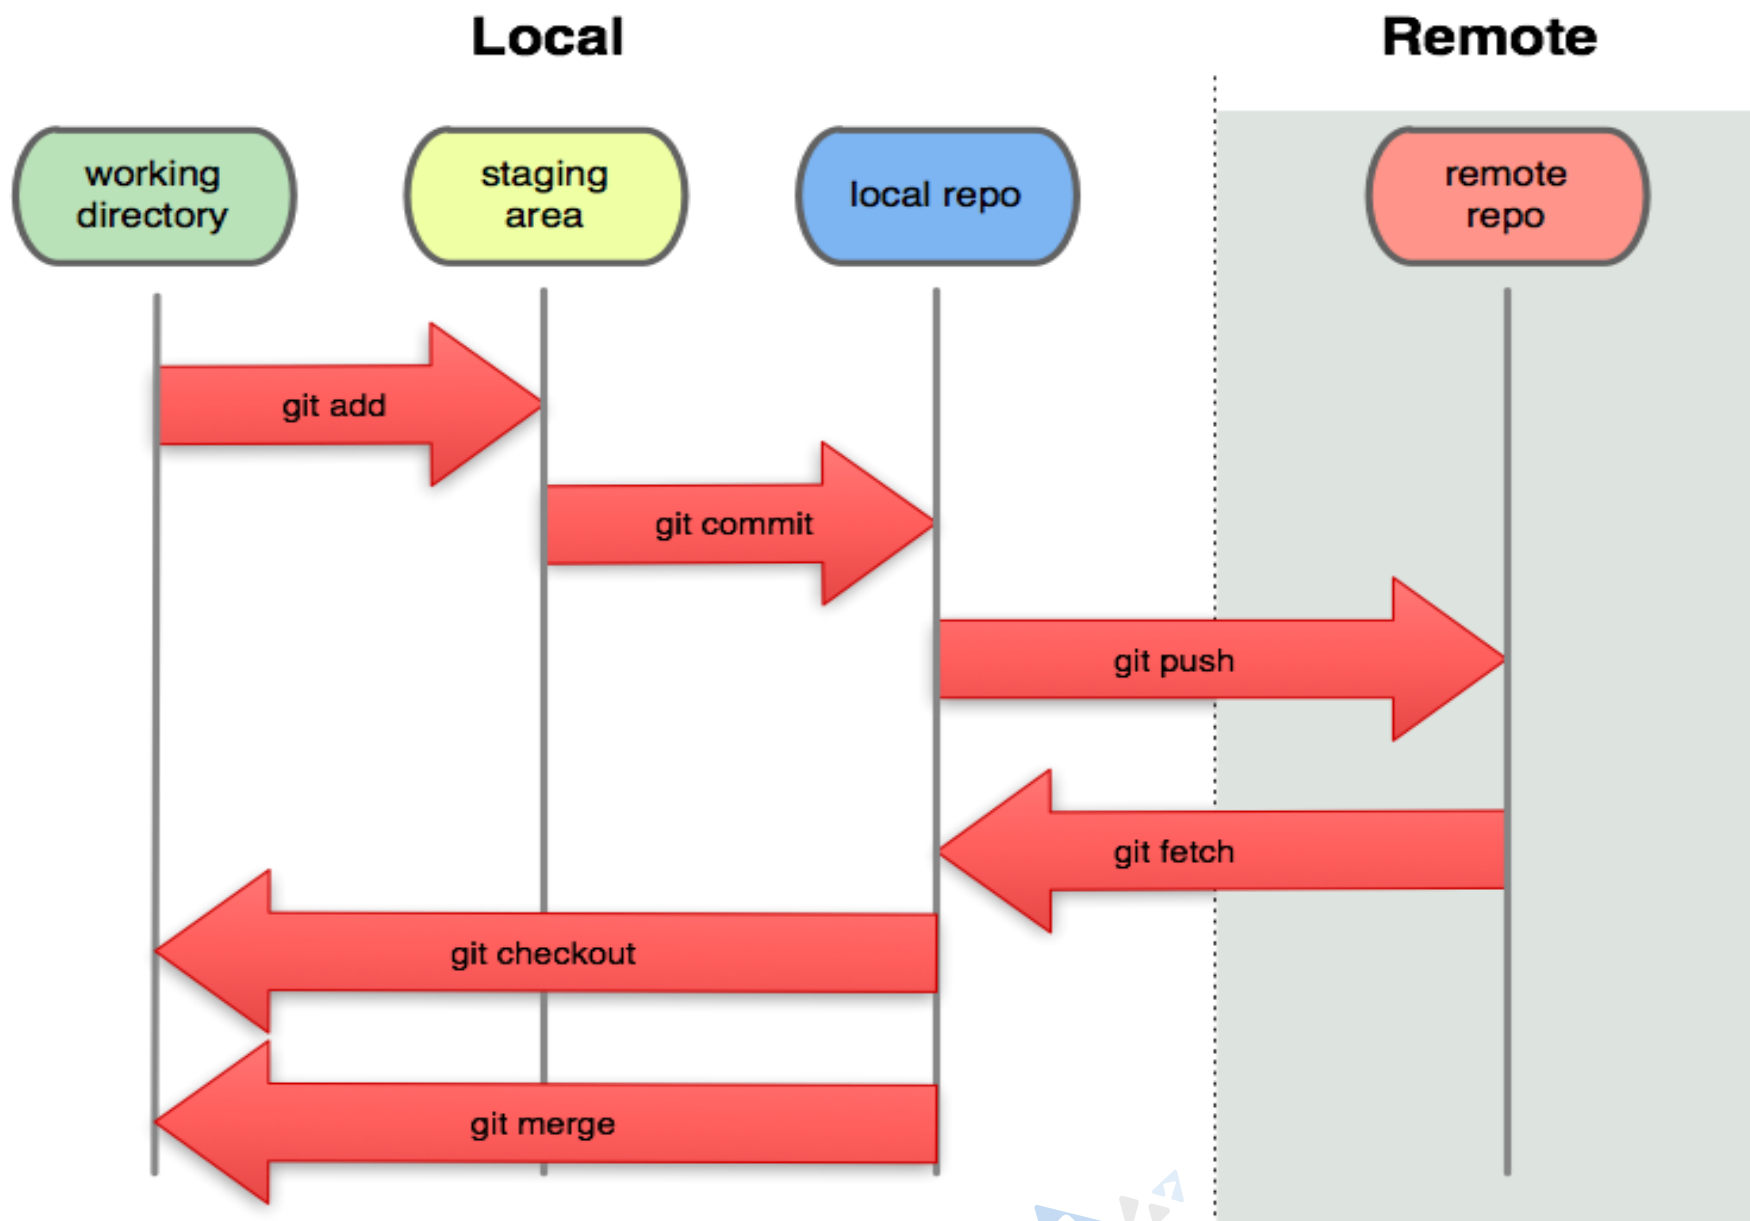 Local
Remote
working
directory
staging
area
local repo
remote
repo
git add
git commit
git push
git fetch
git checkout
git merge